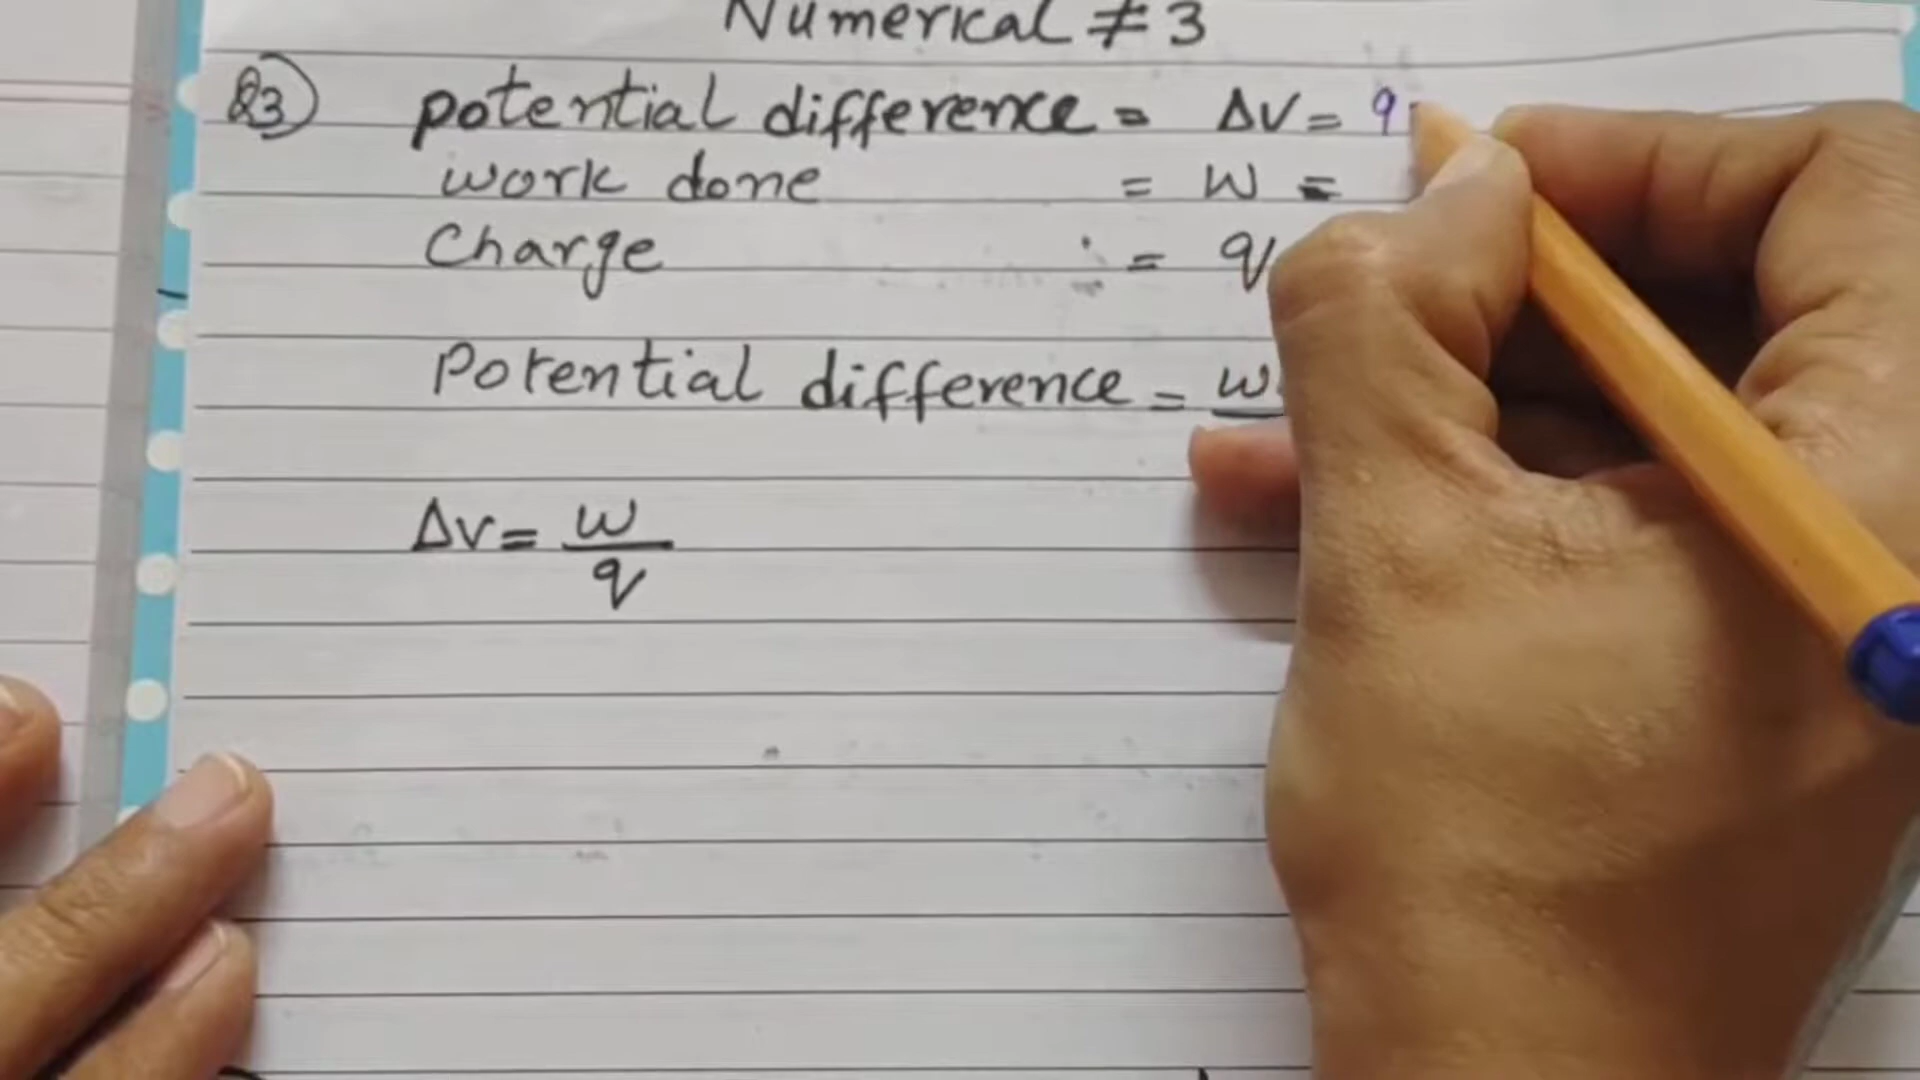 Numerical ≠ 3
Q3) potential difference = ΔV = 9
work done = W =
Charge = q
Potential difference = w
ΔV = w
q